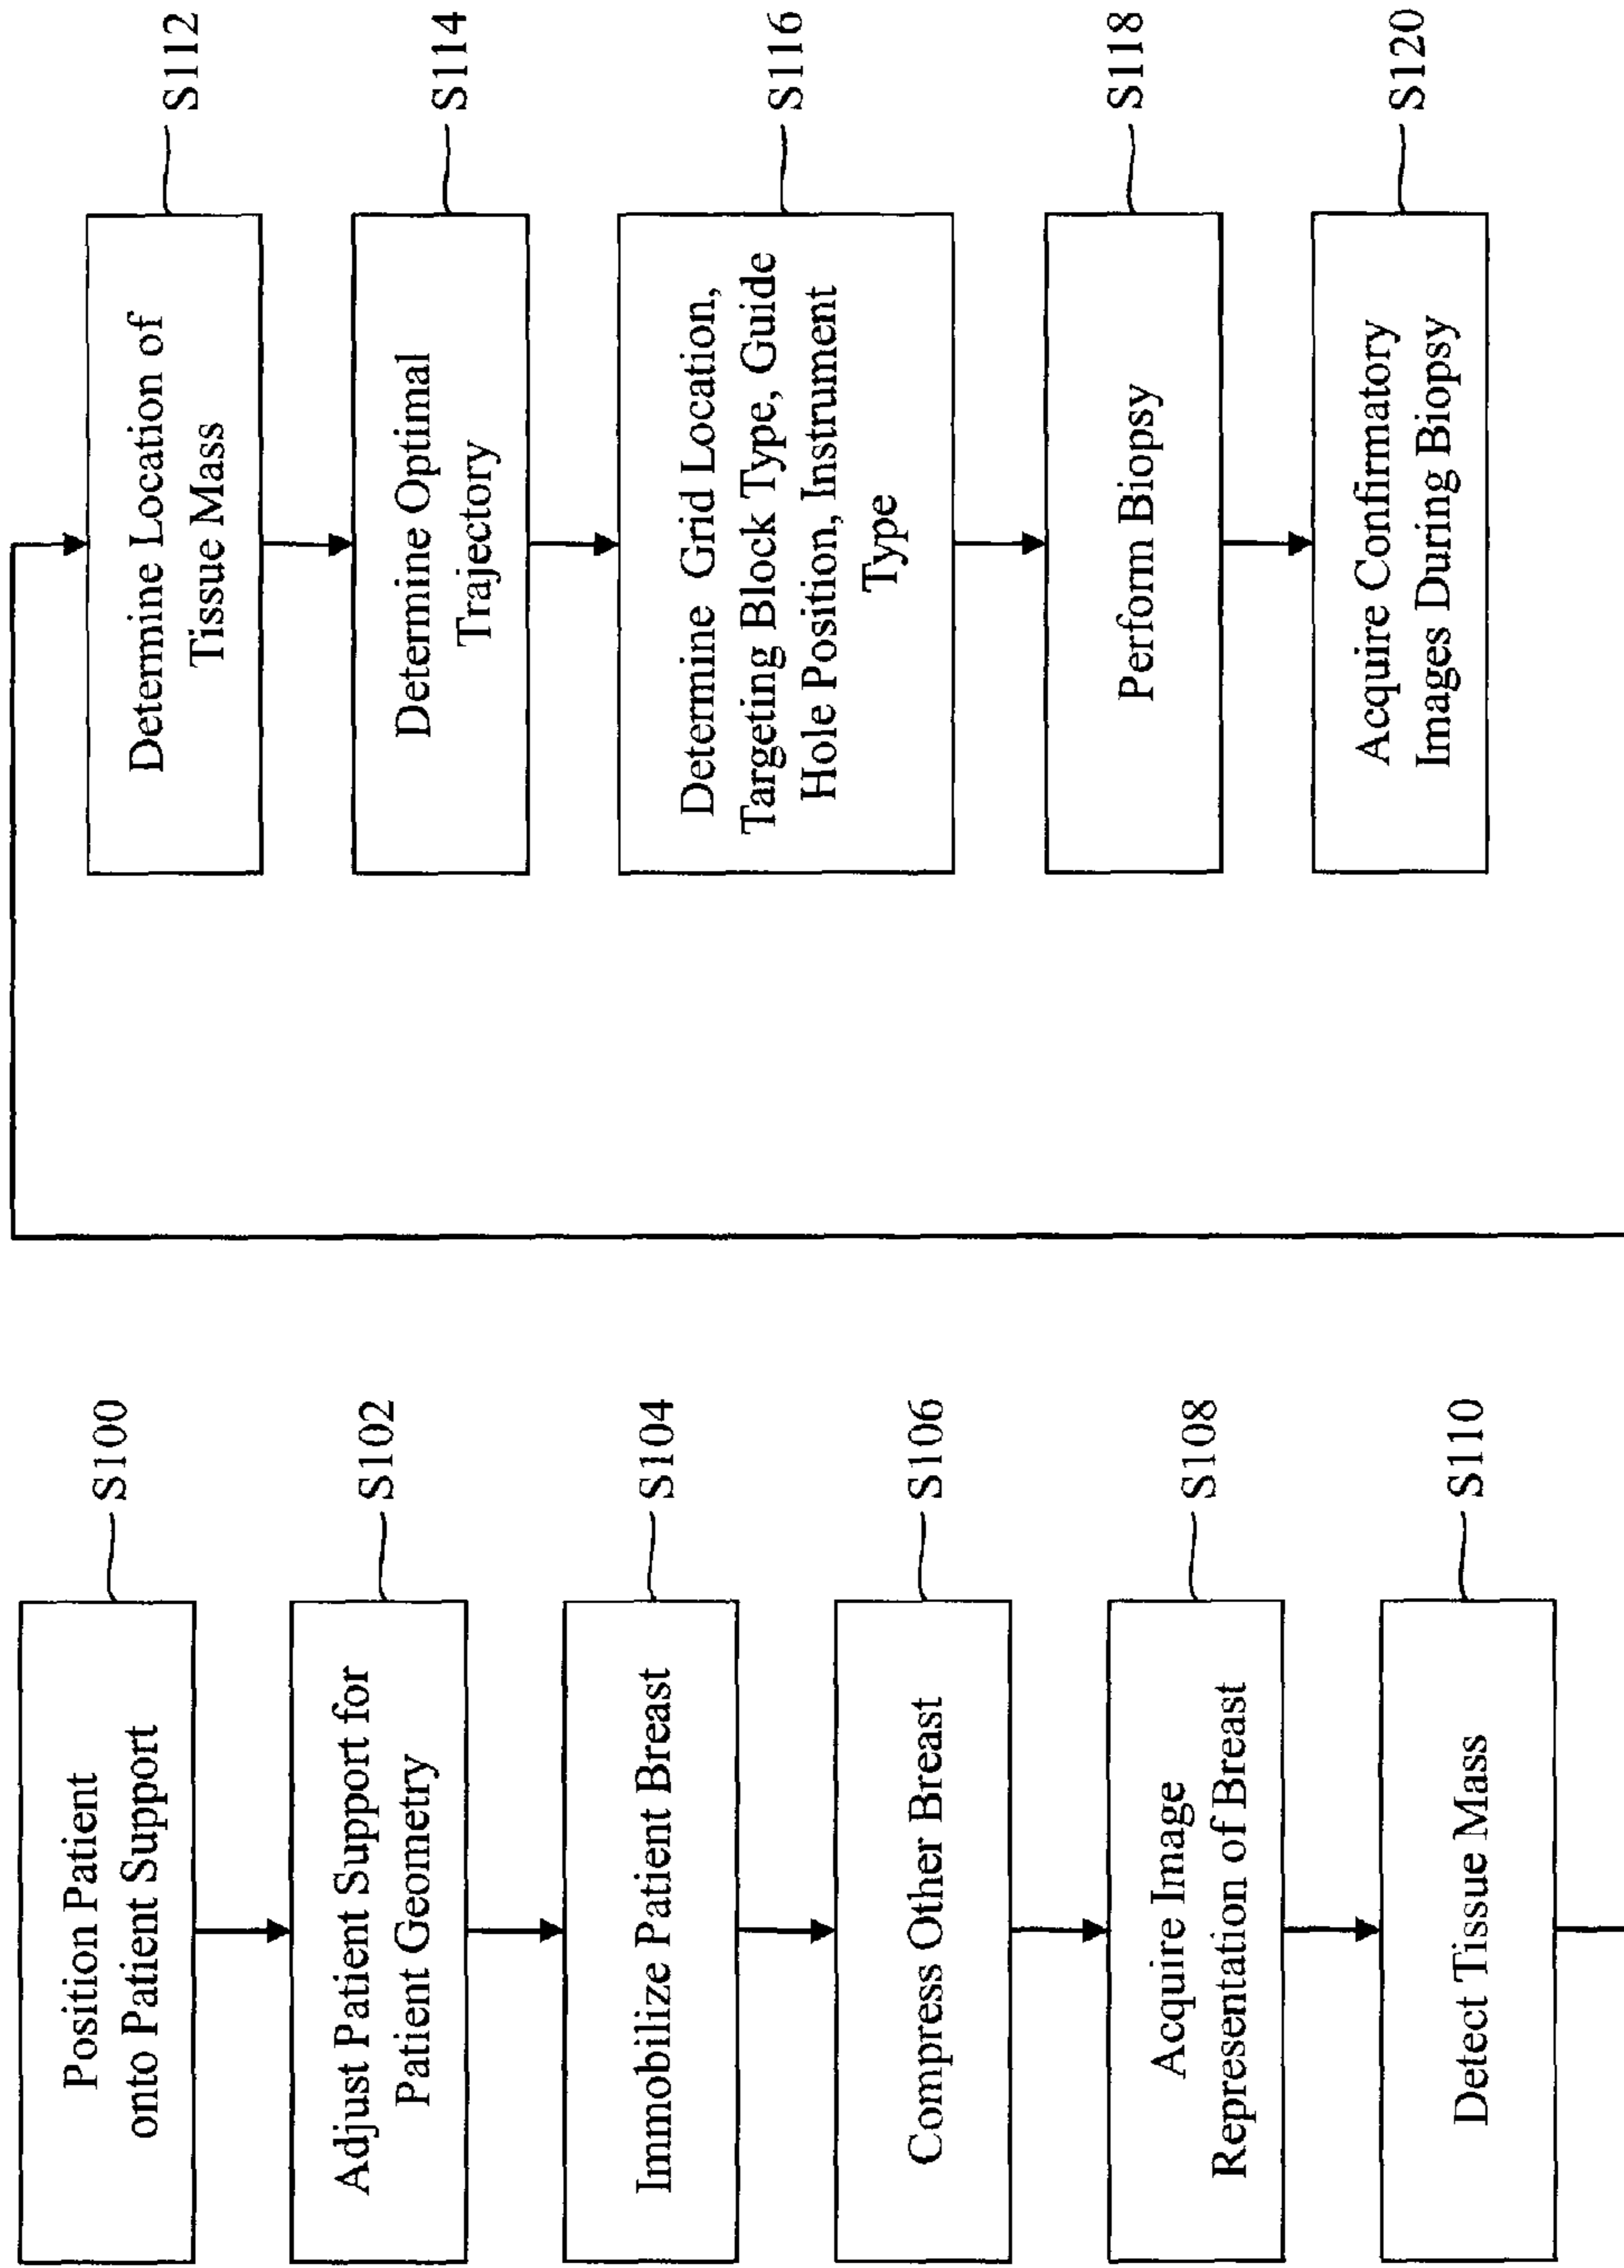 Position Patient
onto Patient Support
S100
Adjust Patient Support for
Patient Geometry
S102
Immobilize Patient Breast
S104
Compress Other Breast
S106
Acquire Image
Representation of Breast
S108
Detect Tissue Mass
S110
Determine Location of
Tissue Mass
S112
Determine Optimal
Trajectory
S114
Determine Grid Location,
Targeting Block Type, Guide
Hole Position, Instrument
Type
S116
Perform Biopsy
S118
Acquire Confirmatory
Images During Biopsy
S120